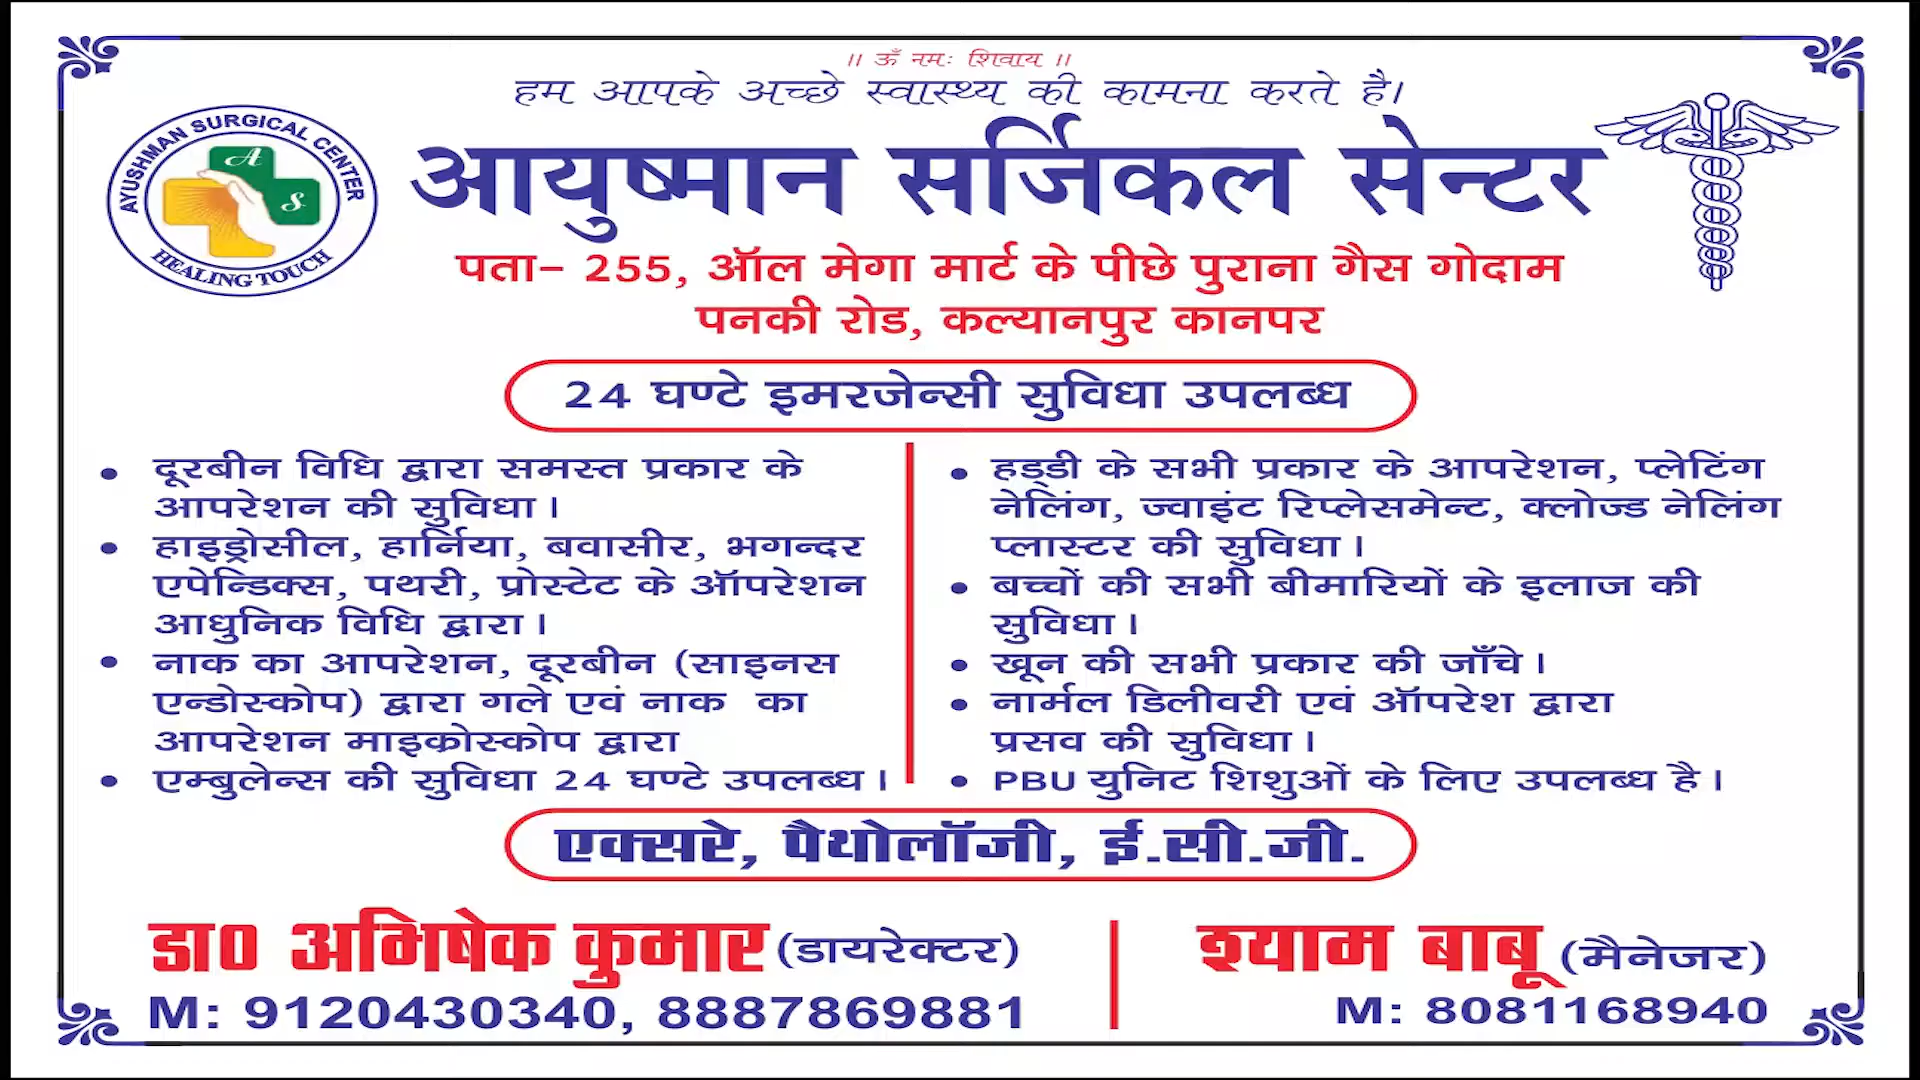 ।। ॐ नमः शिवाय ।।
हम आपके अच्छे स्वास्थ्य की कामना करते है।
AYUSHMAN SURGICAL CENTER
A
S
HEALING TOUCH
आयुष्मान सर्जिकल सेन्टर
पता- 255, ऑल मेगा मार्ट के पीछे पुराना गैस गोदाम
पनकी रोड, कल्यानपुर कानपर
24 घण्टे इमरजेन्सी सुविधा उपलब्ध
• दूरबीन विधि द्वारा समस्त प्रकार के
आपरेशन की सुविधा।
• हाइड्रोसील, हार्निया, बवासीर, भगन्दर
एपेन्डिक्स, पथरी, प्रोस्टेट के ऑपरेशन
आधुनिक विधि द्वारा।
• नाक का आपरेशन, दूरबीन (साइनस
एन्डोस्कोप) द्वारा गले एवं नाक का
आपरेशन माइक्रोस्कोप द्वारा
• एम्बुलेन्स की सुविधा 24 घण्टे उपलब्ध।
• हड्डी के सभी प्रकार के आपरेशन, प्लेटिंग
नेलिंग, ज्वाइंट रिप्लेसमेन्ट, क्लोज्ड नेलिंग
प्लास्टर की सुविधा।
• बच्चों की सभी बीमारियों के इलाज की
सुविधा।
• खून की सभी प्रकार की जाँचे।
• नार्मल डिलीवरी एवं ऑपरेश द्वारा
प्रसव की सुविधा।
• PBU युनिट शिशुओं के लिए उपलब्ध है।
एक्सरे, पैथोलॉजी, ई.सी.जी.
डा० अभिषेक कुमार (डायरेक्टर)
M: 9120430340, 8887869881
श्याम बाबू (मैनेजर)
M: 8081168940